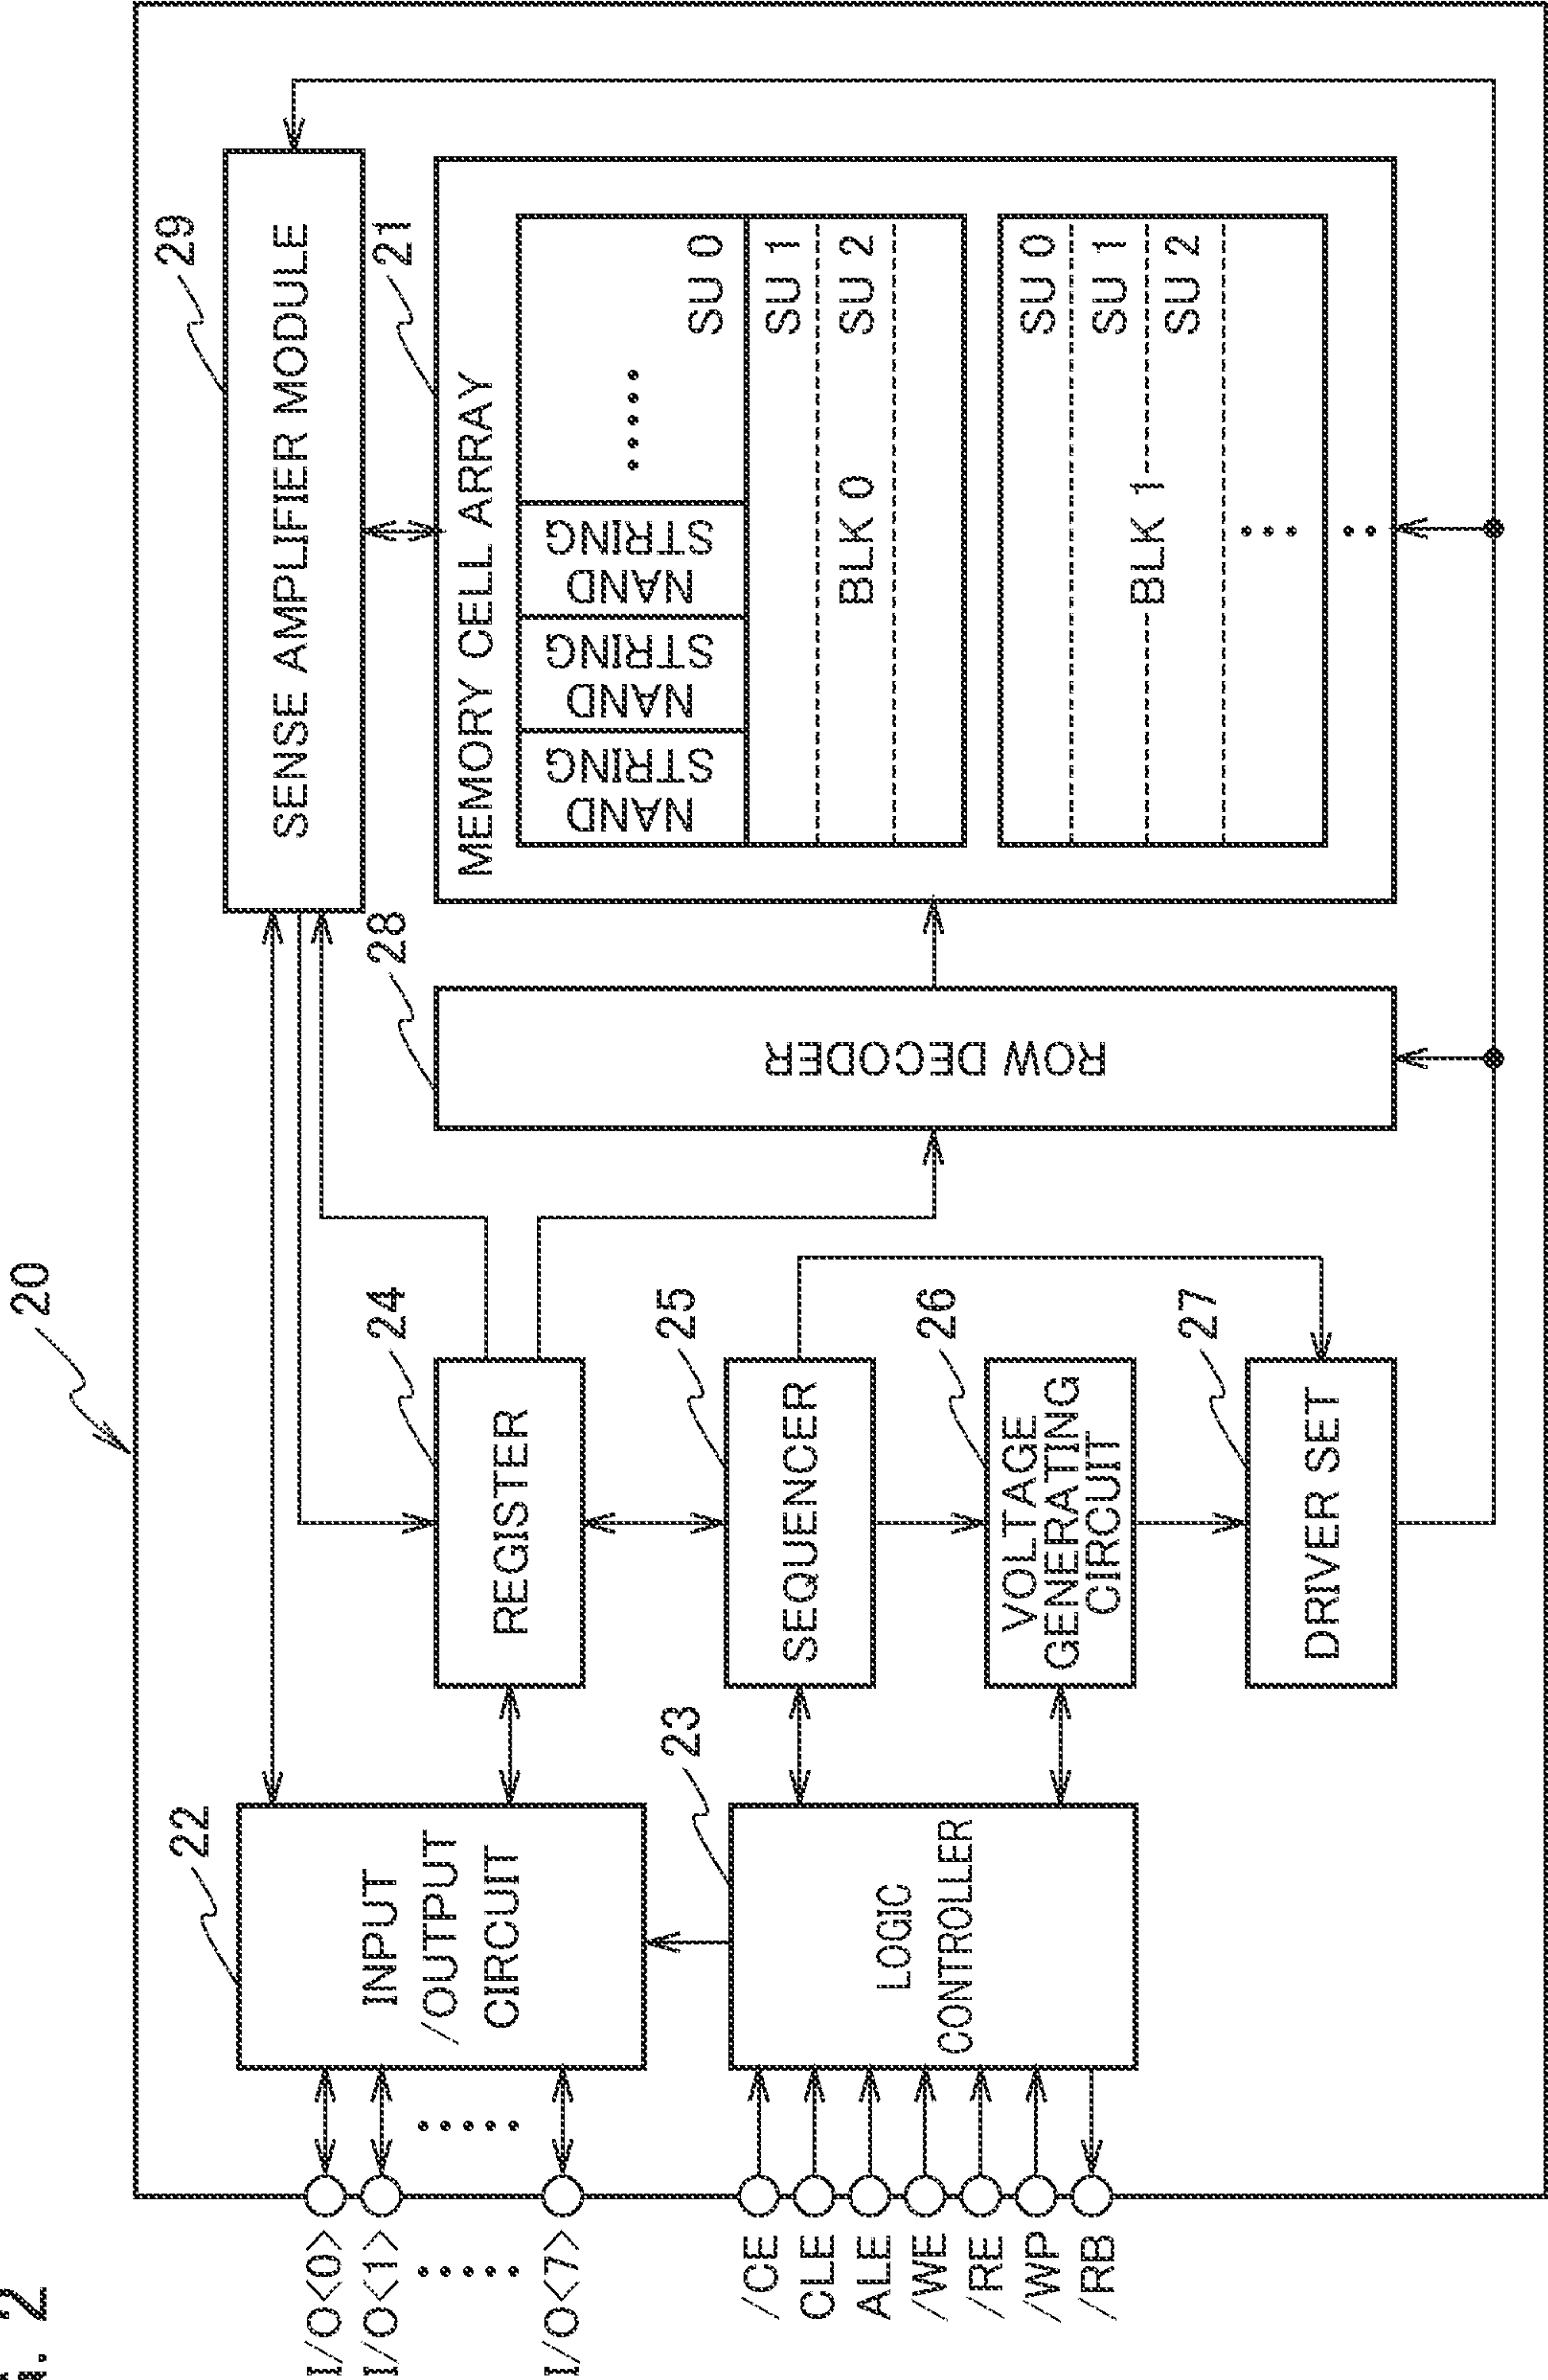 20
29
SENSE AMPLIFIER MODULE
22
INPUT
/OUTPUT
CIRCUIT
I/O<0>
I/O<1>
I/O<7>
24
REGISTER
28
ROW DECODER
21
MEMORY CELL ARRAY
NAND
STRING
NAND
STRING
NAND
STRING
SU 0
SU 1
BLK 0
SU 2
SU 0
SU 1
BLK 1
SU 2
23
LOGIC
CONTROLLER
/CE
CLE
ALE
/WE
/RE
/WP
/RB
25
SEQUENCER
26
VOLTAGE
GENERATING
CIRCUIT
27
DRIVER SET
2